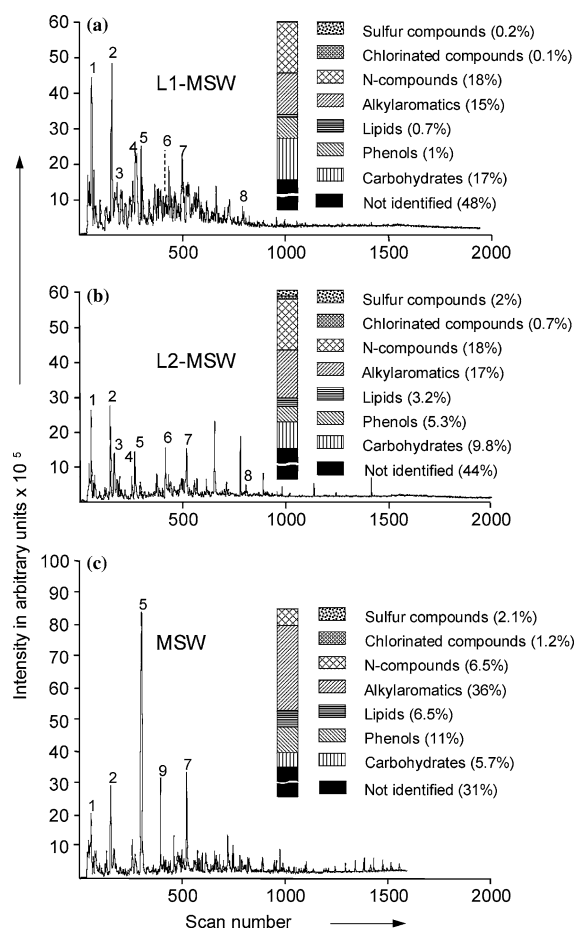 Intensity in arbitrary units x 10 5
60
50
40
30
20
10
(a)
L1-MSW
1
2
3
4
5
6
7
8
Sulfur compounds (0.2%)
Chlorinated compounds (0.1%)
N-compounds (18%)
Alkylaromatics (15%)
Lipids (0.7%)
Phenols (1%)
Carbohydrates (17%)
Not identified (48%)
500
1000
1500
2000
60
50
40
30
20
10
(b)
L2-MSW
1
2
3
4
5
6
7
8
Sulfur compounds (2%)
Chlorinated compounds (0.7%)
N-compounds (18%)
Alkylaromatics (17%)
Lipids (3.2%)
Phenols (5.3%)
Carbohydrates (9.8%)
Not identified (44%)
500
1000
1500
2000
100
90
80
70
60
50
40
30
20
10
(c)
MSW
1
2
5
9
7
Sulfur compounds (2.1%)
Chlorinated compounds (1.2%)
N-compounds (6.5%)
Alkylaromatics (36%)
Lipids (6.5%)
Phenols (11%)
Carbohydrates (5.7%)
Not identified (31%)
500
1000
1500
2000
Scan number